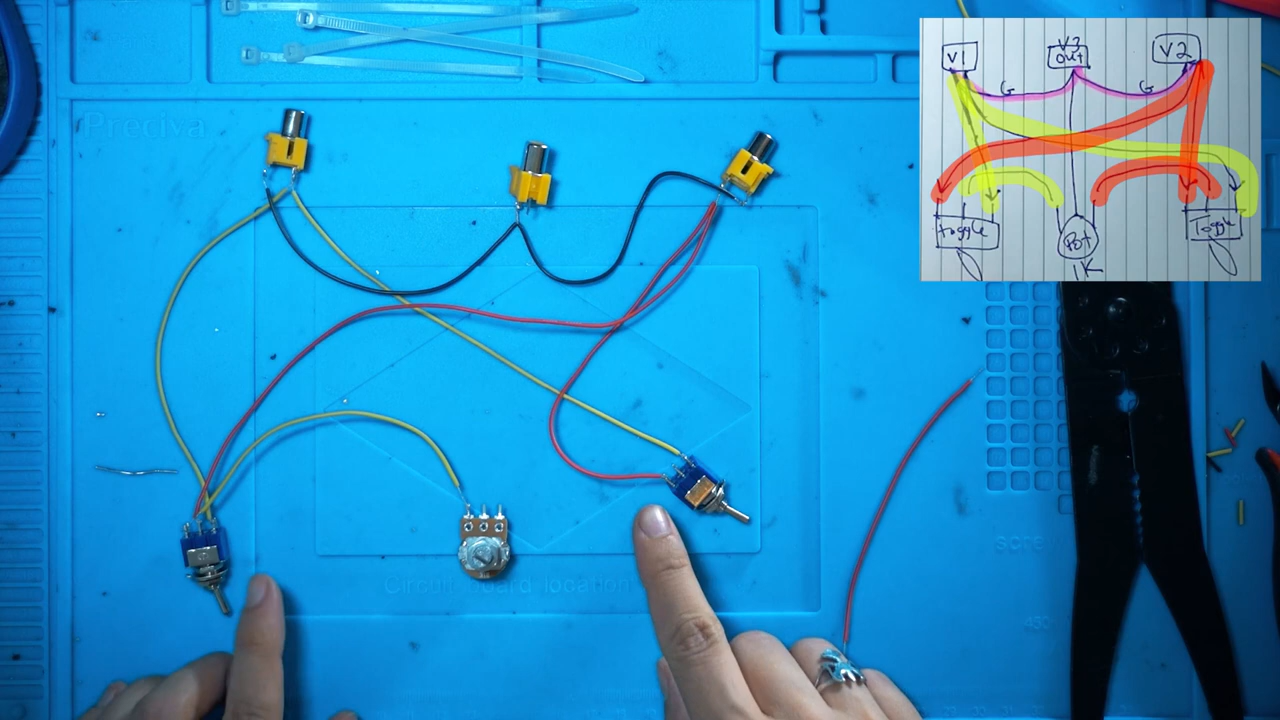 Preciva
V1
V3
out
V2
G
G
toggle
Pot
Toggle
1K
Circuit board location